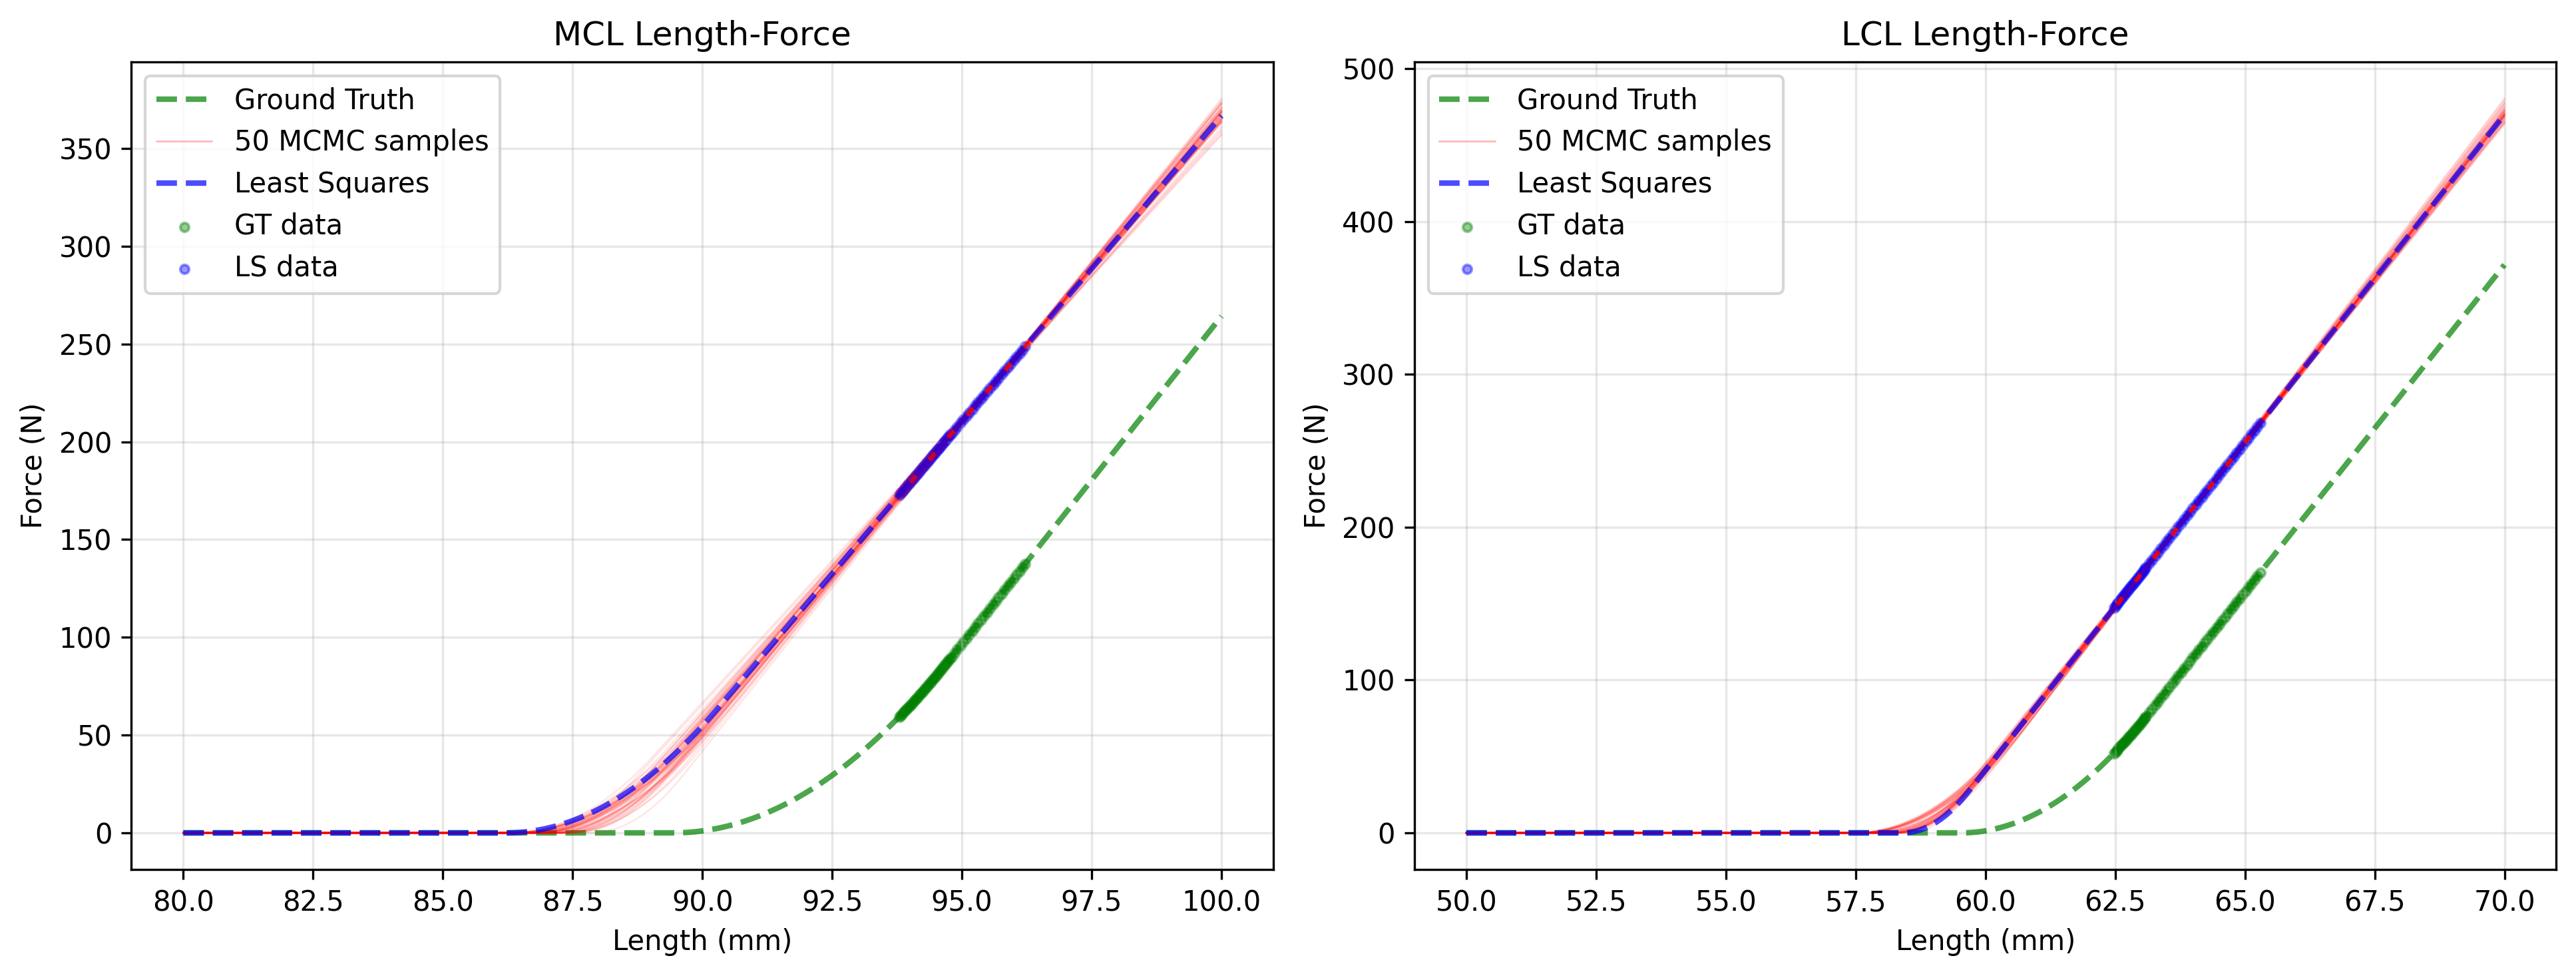 MCL Length-Force
Ground Truth
50 MCMC samples
Least Squares
GT data
LS data
350
300
250
200
150
100
50
0
Force (N)
80.0 82.5 85.0 87.5 90.0 92.5 95.0 97.5 100.0
Length (mm)
LCL Length-Force
Ground Truth
50 MCMC samples
Least Squares
GT data
LS data
500
400
300
200
100
0
Force (N)
50.0 52.5 55.0 57.5 60.0 62.5 65.0 67.5 70.0
Length (mm)